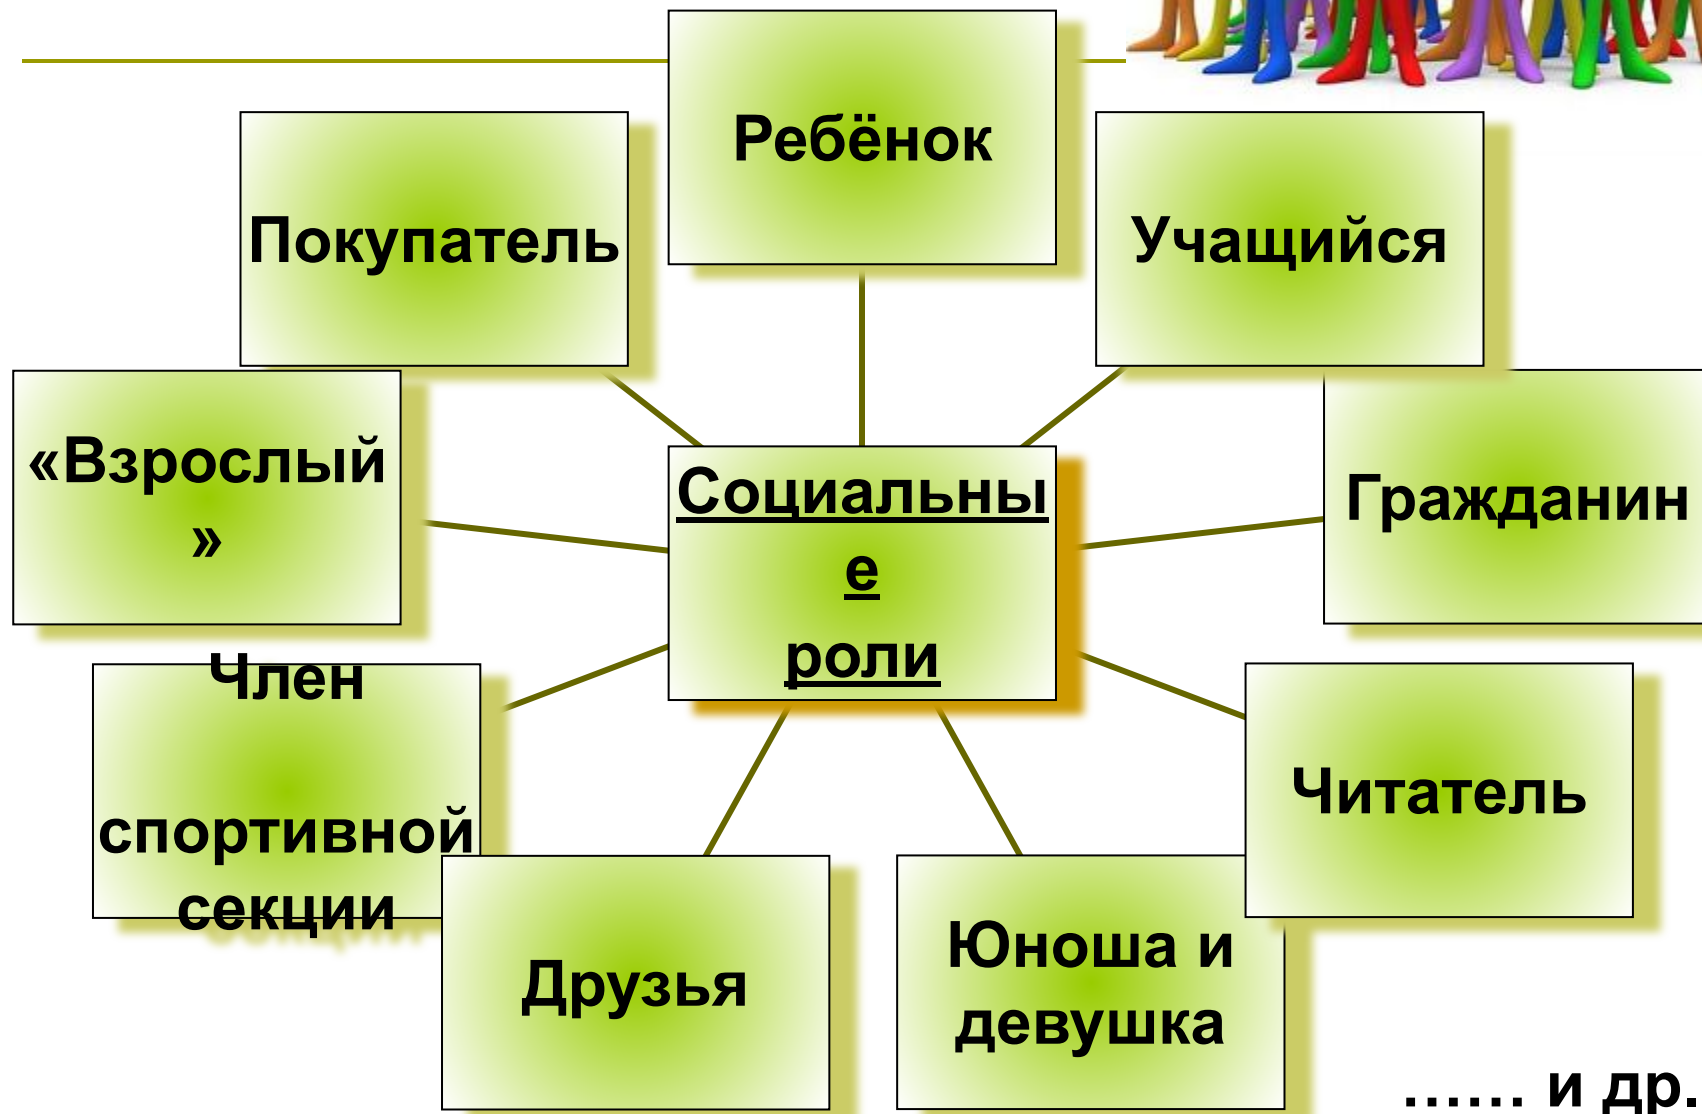 Ребёнок
Покупатель
Учащийся
«Взрослый
»
Социальны
е
роли
Гражданин
Член
спортивной
секции
Читатель
Друзья
Юноша и
девушка
…… и др.